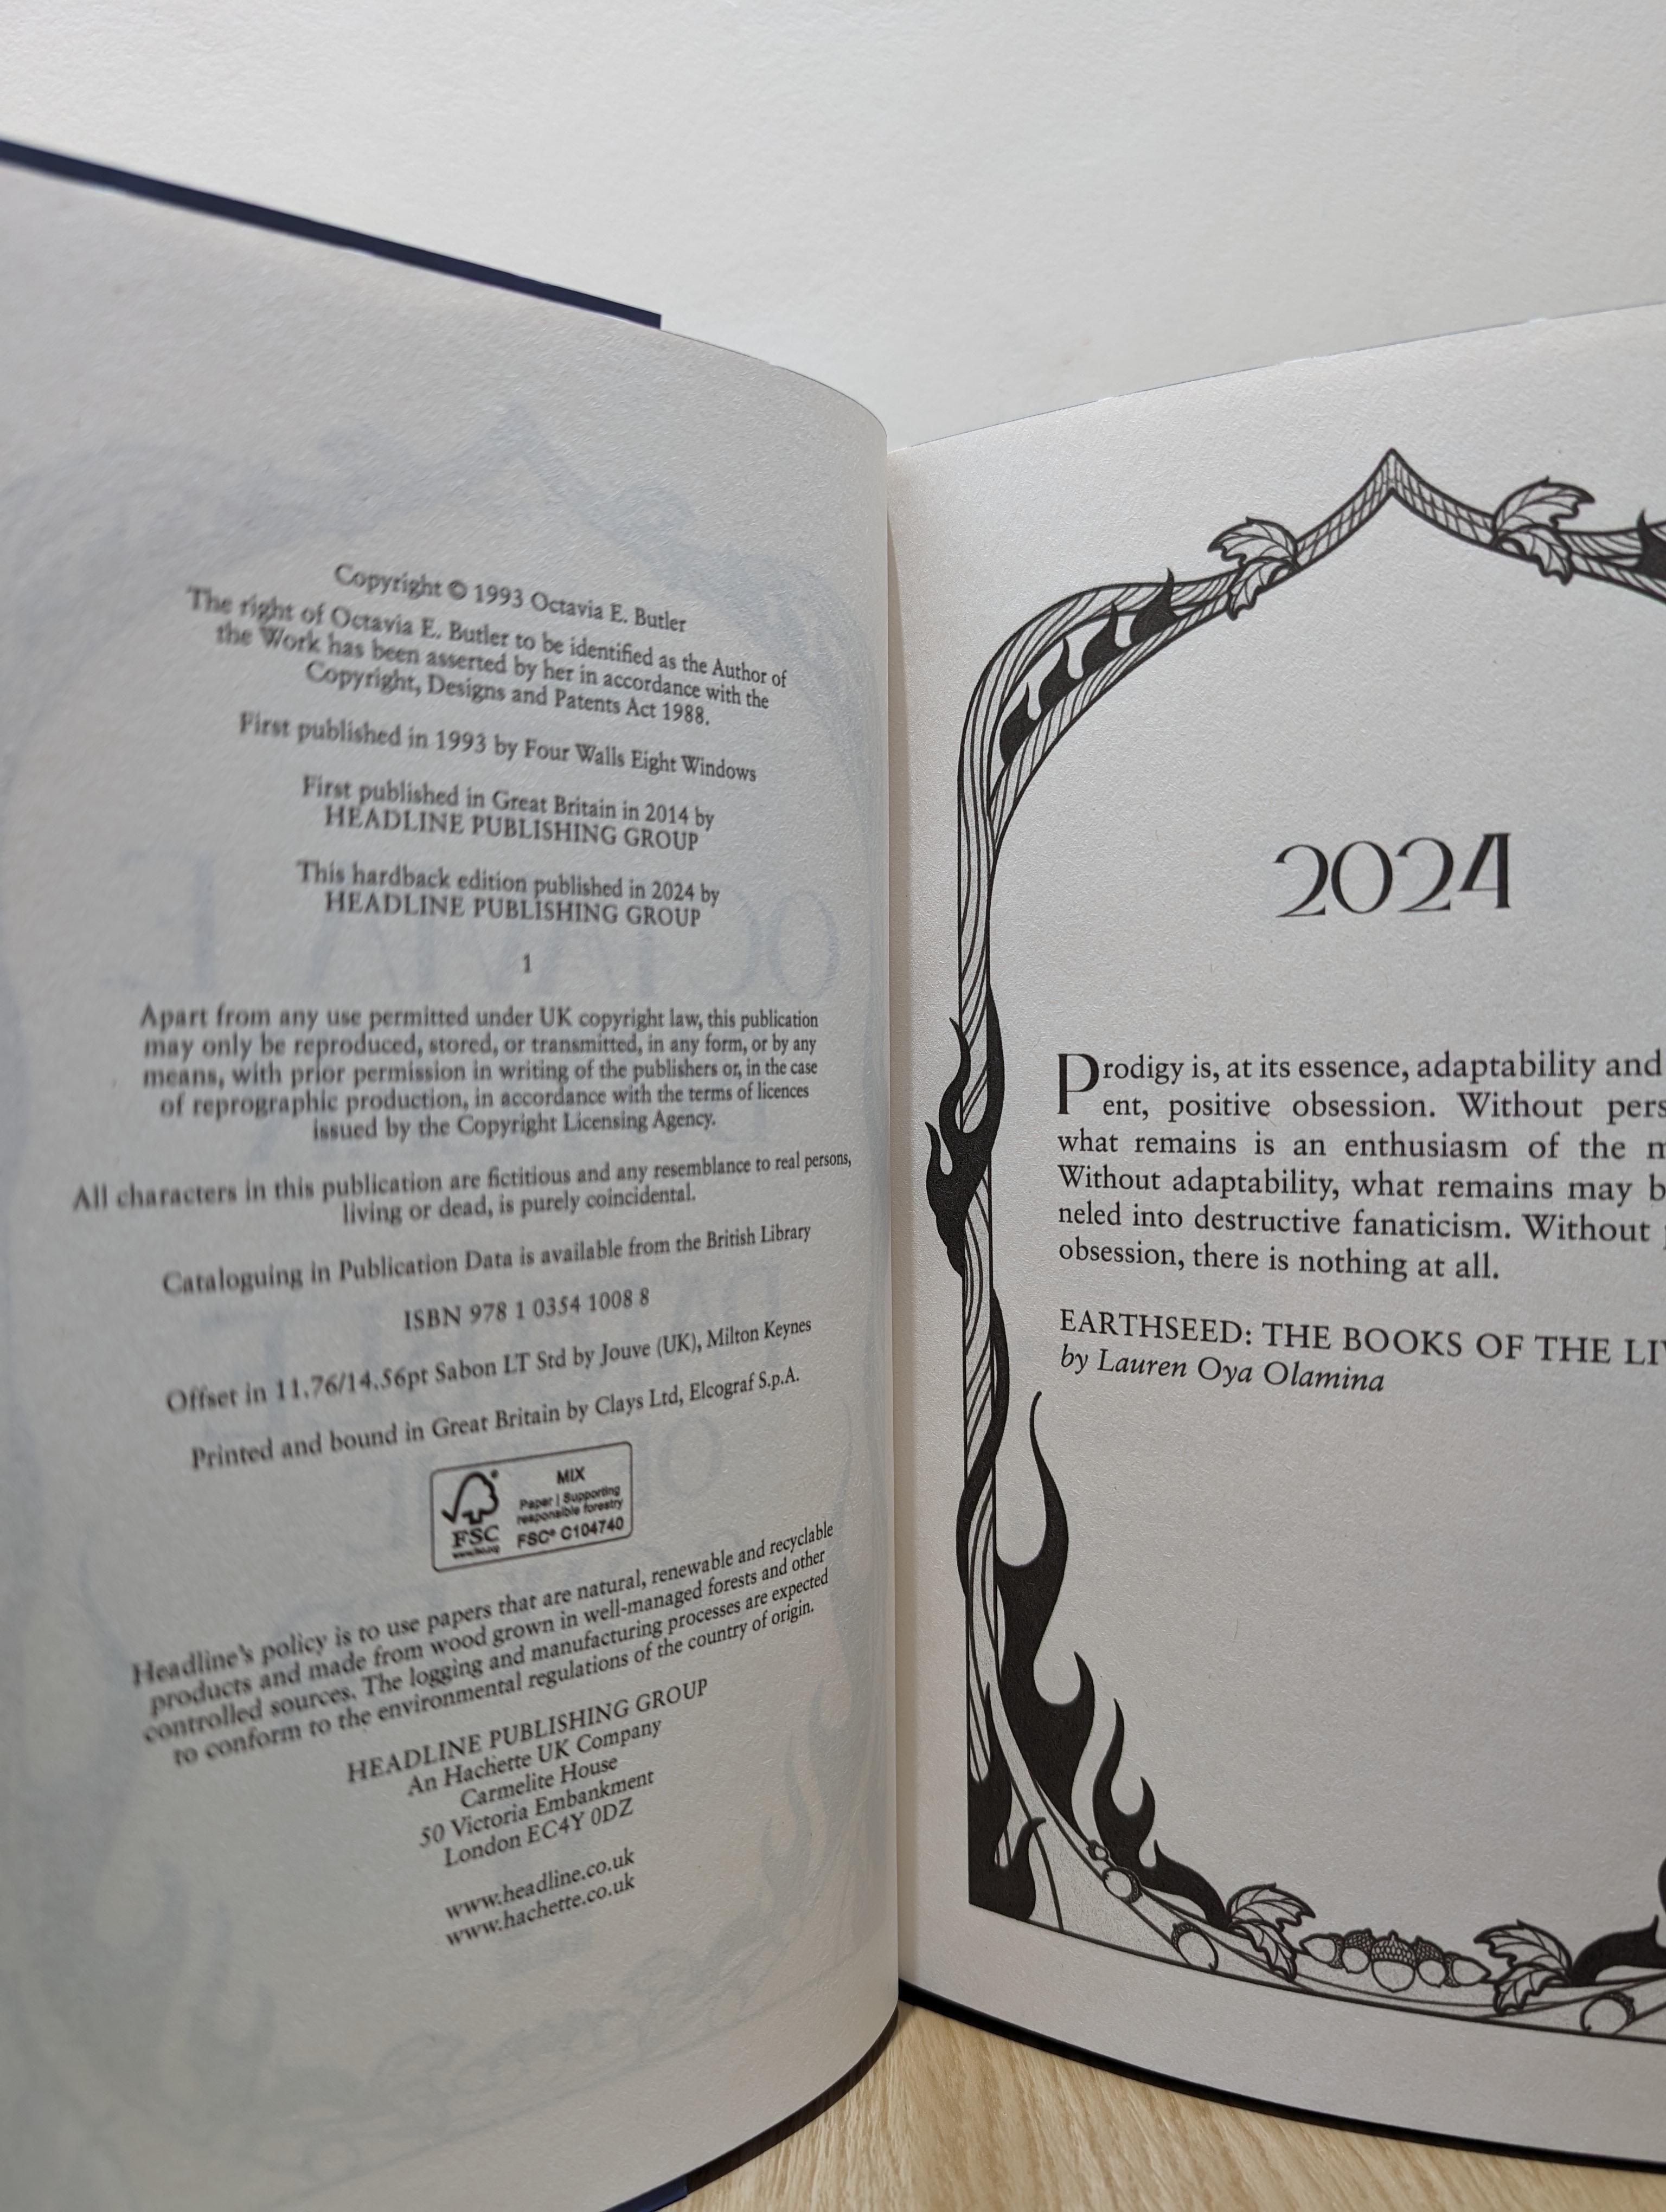 Copyright © 1993 Octavia E. Butler
The right of Octavia E. Butler to be identified as the Author of
the Work has been asserted by her in accordance with the
Copyright, Designs and Patents Act 1988.
First published in 1993 by Four Walls Eight Windows
First published in Great Britain in 2014 by
HEADLINE PUBLISHING GROUP
This hardback edition published in 2024 by
HEADLINE PUBLISHING GROUP
1
Apart from any use permitted under UK copyright law, this publication
may only be reproduced, stored, or transmitted, in any form, or by any
means, with prior permission in writing of the publishers or, in the case
of reprographic production, in accordance with the terms of licences
issued by the Copyright Licensing Agency.
All characters in this publication are fictitious and any resemblance to real persons,
living or dead, is purely coincidental.
Cataloguing in Publication Data is available from the British Library
ISBN 978 1 0354 1008 8
Offset in 11.76/14.56pt Sabon LT Std by Jouve (UK), Milton Keynes
Printed and bound in Great Britain by Clays Ltd, Elcograf S.p.A.
FSC
MIX
Paper | Supporting
responsible forestry
FSC® C104740
Headline's policy is to use papers that are natural, renewable and recyclable
products and made from wood grown in well-managed forests and other
controlled sources. The logging and manufacturing processes are expected
to conform to the environmental regulations of the country of origin.
HEADLINE PUBLISHING GROUP
An Hachette UK Company
Carmelite House
50 Victoria Embankment
London EC4Y 0DZ
www.headline.co.uk
www.hachette.co.uk
2024
Prodigy is, at its essence, adaptability and
ent, positive obsession. Without pers
what remains is an enthusiasm of the m
Without adaptability, what remains may b
neled into destructive fanaticism. Without
obsession, there is nothing at all.
EARTHSEED: THE BOOKS OF THE LIV
by Lauren Oya Olamina